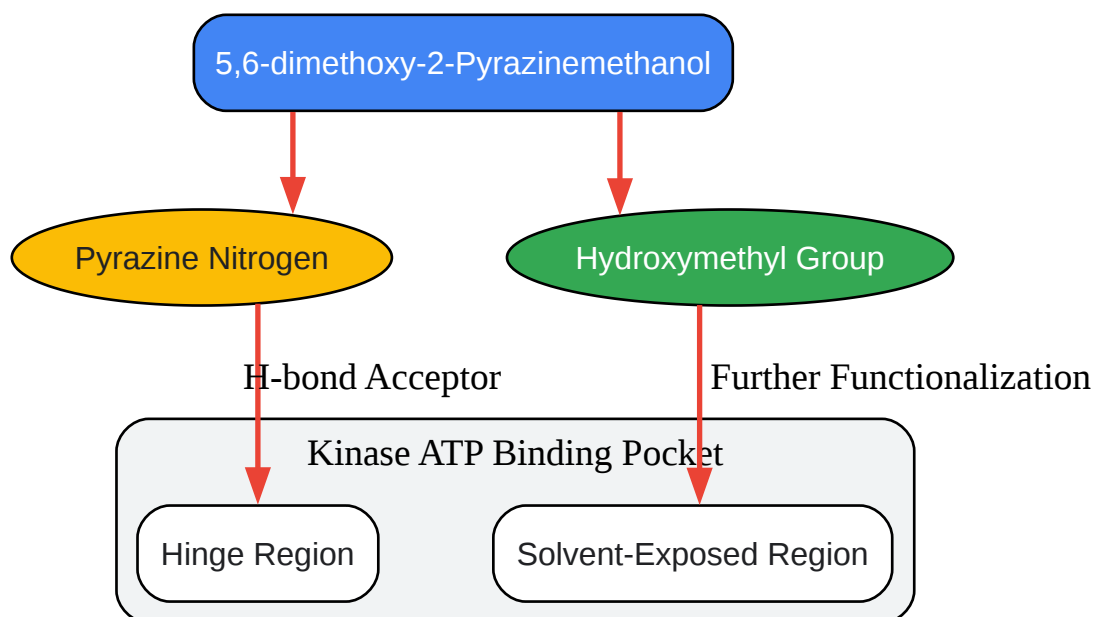 5,6-dimethoxy-2-Pyrazinemethanol
Pyrazine Nitrogen
Hydroxymethyl Group
H-bond Acceptor
Further Functionalization
Kinase ATP Binding Pocket
Hinge Region
Solvent-Exposed Region